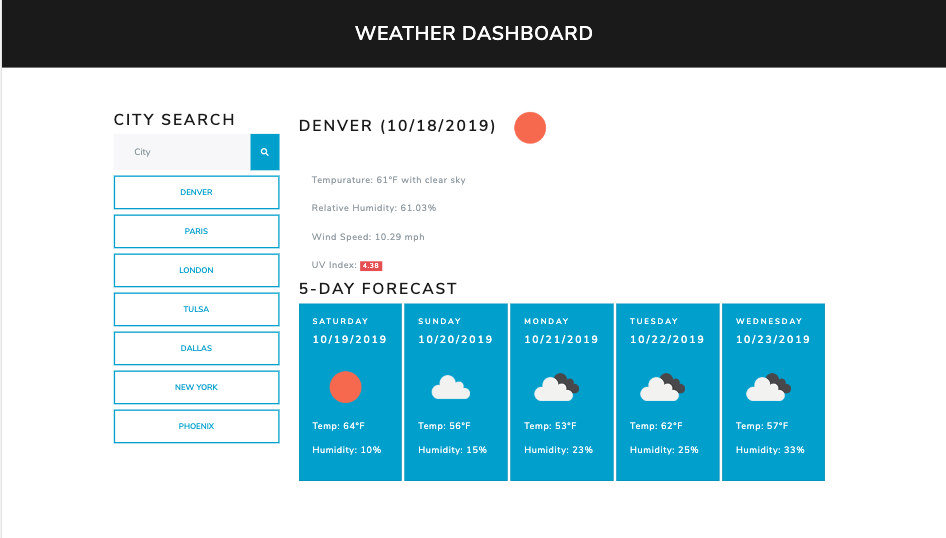 WEATHER DASHBOARD
CITY SEARCH
City
DENVER
PARIS
LONDON
TULSA
DALLAS
NEW YORK
PHOENIX
DENVER (10/18/2019)
Tempurature: 61°F with clear sky
Relative Humidity: 61.03%
Wind Speed: 10.29 mph
UV Index: 4.38
5-DAY FORECAST
SATURDAY
10/19/2019
Temp: 64°F
Humidity: 10%
SUNDAY
10/20/2019
Temp: 56°F
Humidity: 15%
MONDAY
10/21/2019
Temp: 53°F
Humidity: 23%
TUESDAY
10/22/2019
Temp: 62°F
Humidity: 25%
WEDNESDAY
10/23/2019
Temp: 57°F
Humidity: 33%